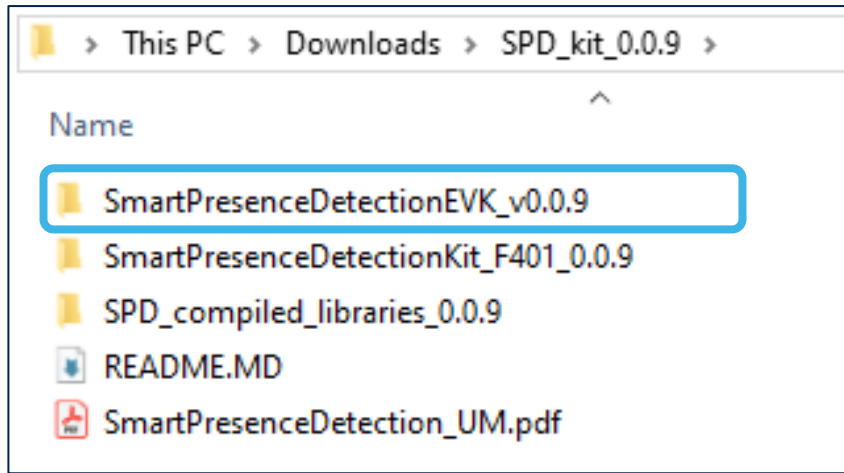 > This PC > Downloads > SPD_kit_0.0.9 >
Name
SmartPresenceDetectionEVK_v0.0.9
SmartPresenceDetectionKit_F401_0.0.9
SPD_compiled_libraries_0.0.9
README.MD
SmartPresenceDetection_UM.pdf